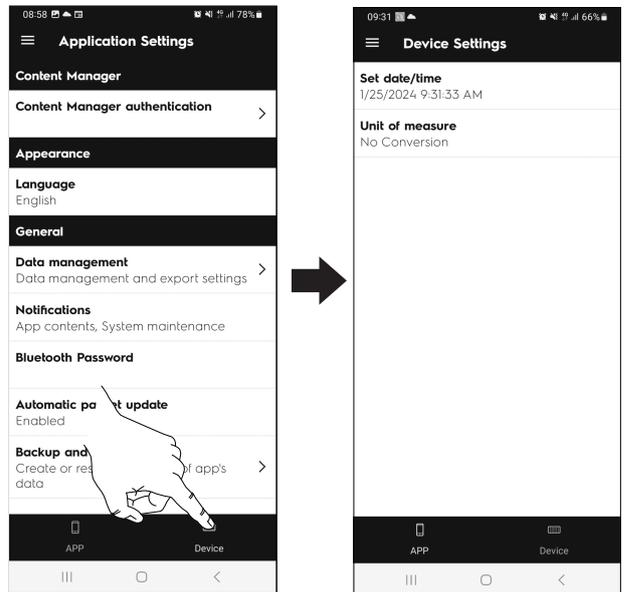 08:58 78%
Application Settings
Content Manager
Content Manager authentication
Appearance
Language
English
General
Data management
Data management and export settings
Notifications
App contents, System maintenance
Bluetooth Password
Automatic pa et update
Enabled
Backup and
Create or res of app's
data
APP Device
09:31 66%
Device Settings
Set date/time
1/25/2024 9:31:33 AM
Unit of measure
No Conversion
APP Device